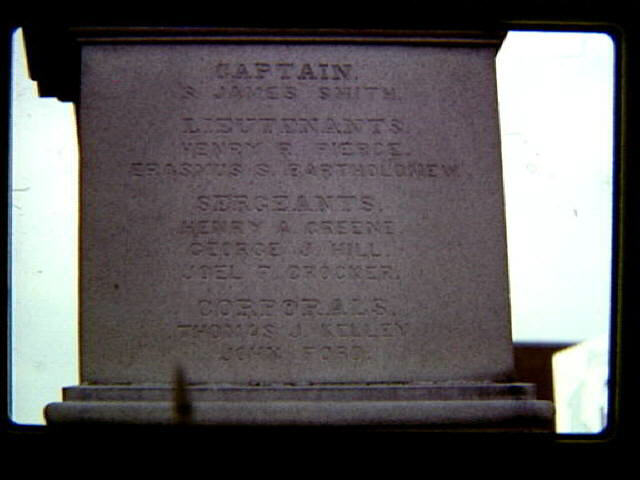 CAPTAIN.
S. JAMES SMITH.
LIEUTENANTS.
HENRY R. PIERCE.
ERASMUS S. BARTHOLOMEW.
SERGEANTS.
HENRY A. GREENE.
GEORGE J. HILL.
JOEL P. CROCKER.
CORPORALS.
THOMAS J. KELLEY.
JOHN FORD.